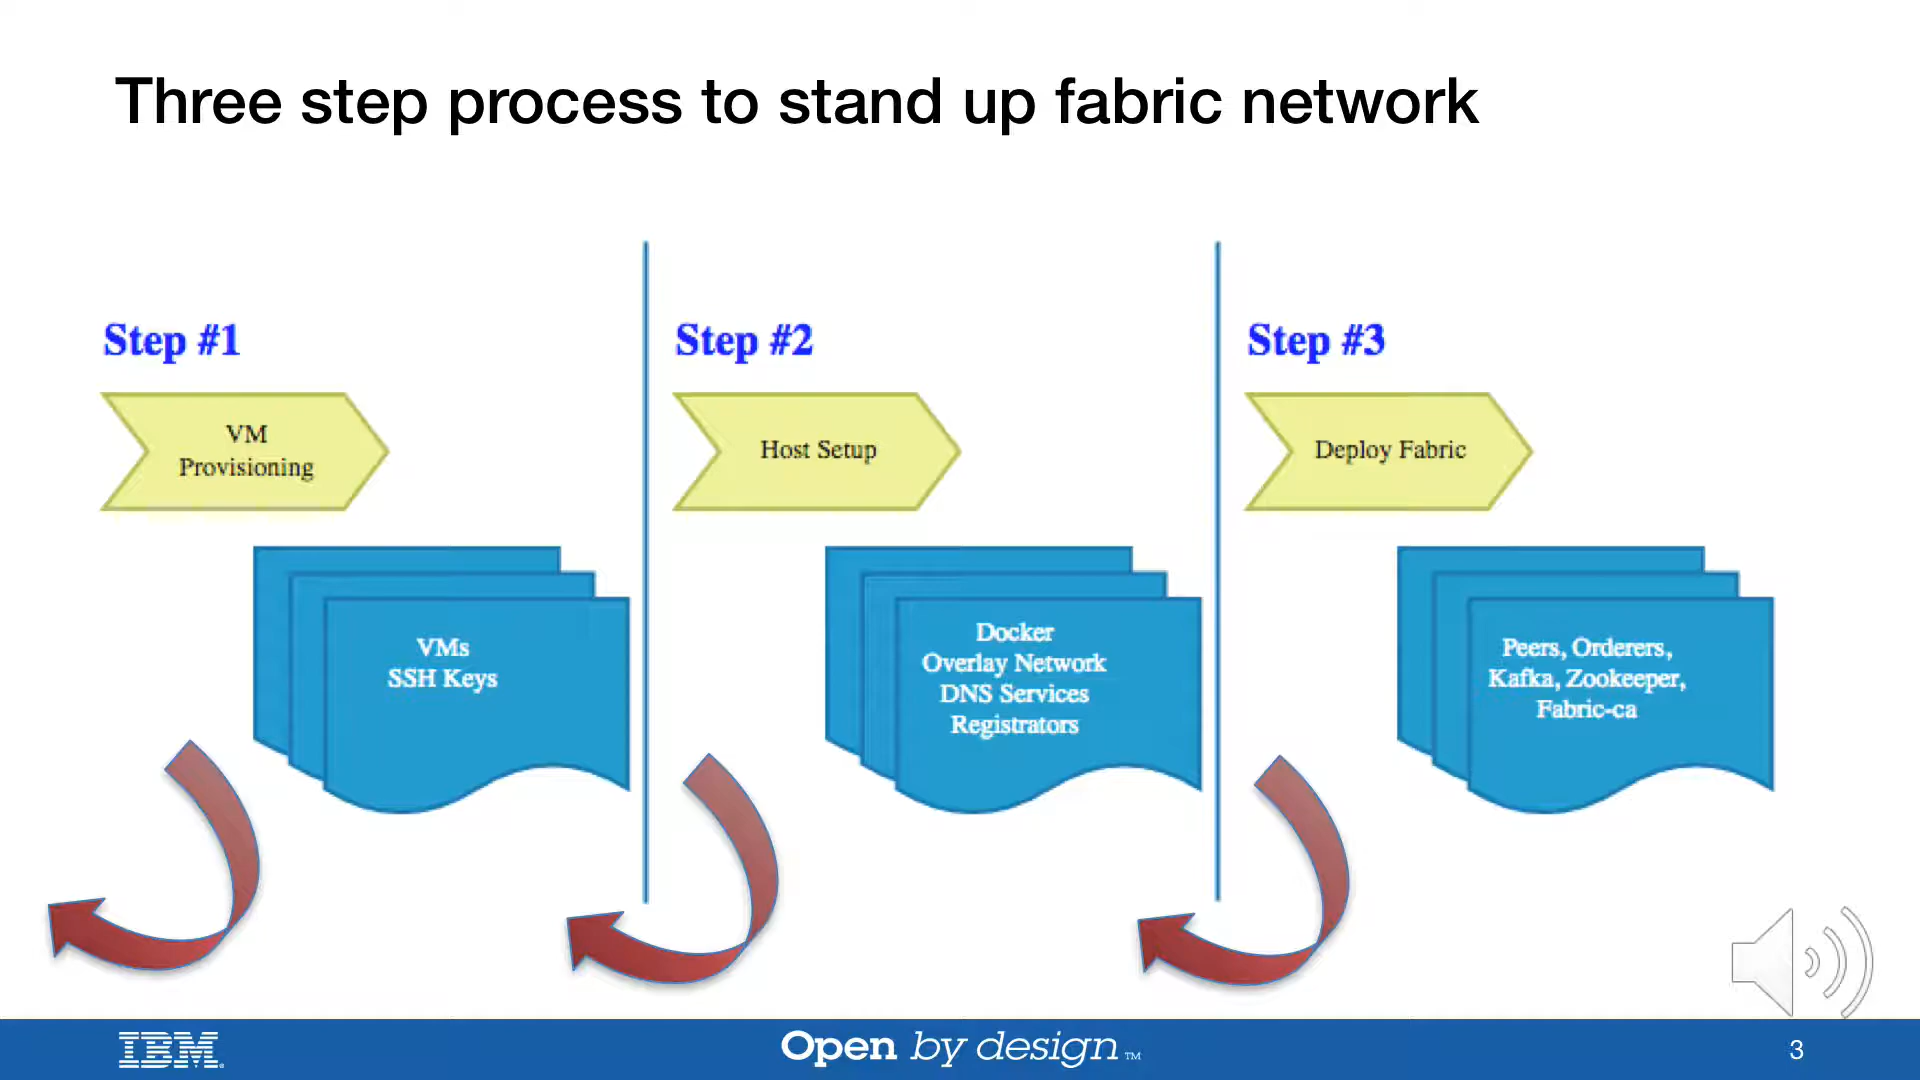 Three step process to stand up fabric network
Step #1
VM
Provisioning
VMs
SSH Keys
Step #2
Host Setup
Docker
Overlay Network
DNS Services
Registrators
Step #3
Deploy Fabric
Peers, Orderers,
Kafka, Zookeeper,
Fabric-ca
IBM®
Open by design™
3